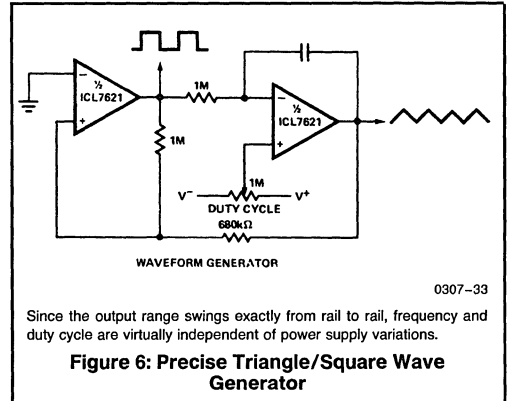 ½
ICL7621
1M
1M
½
ICL7621
1M
V⁻ V⁺
DUTY CYCLE
680kΩ
WAVEFORM GENERATOR
0307–33
Since the output range swings exactly from rail to rail, frequency and
duty cycle are virtually independent of power supply variations.
Figure 6: Precise Triangle/Square Wave
Generator